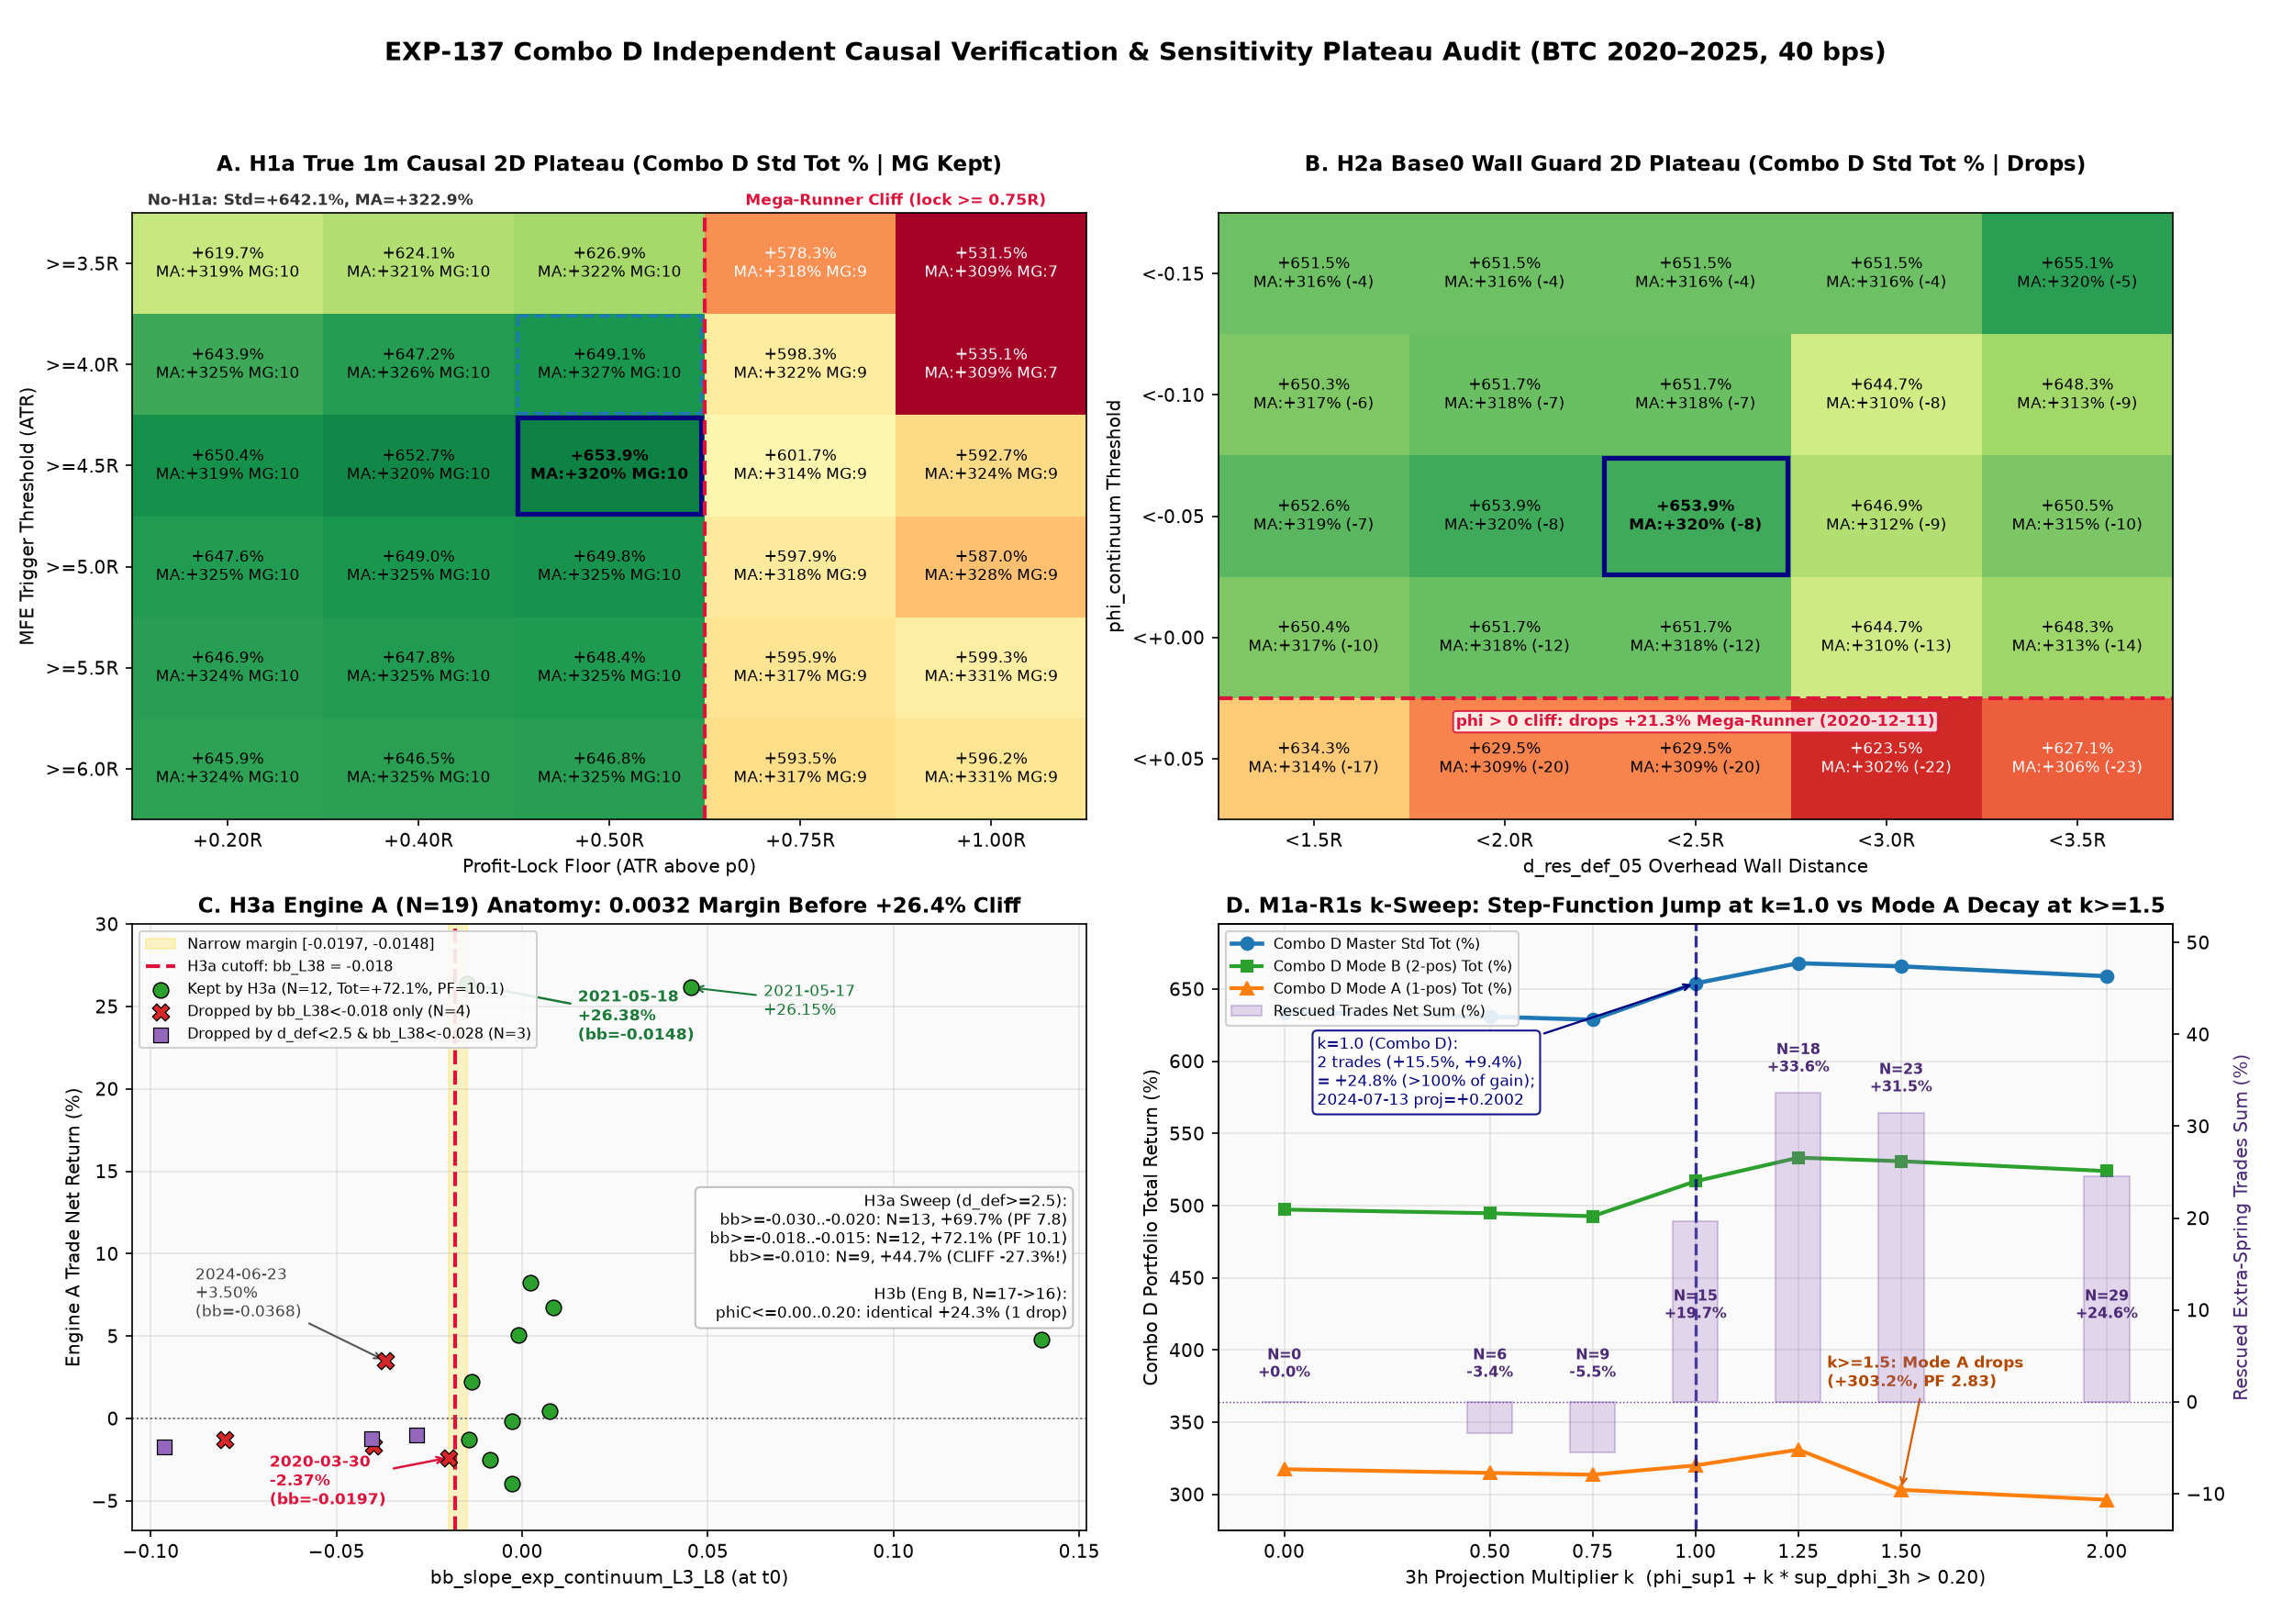 EXP-137 Combo D Independent Causal Verification & Sensitivity Plateau Audit (BTC 2020–2025, 40 bps)
A. H1a True 1m Causal 2D Plateau (Combo D Std Tot % | MG Kept)
No-H1a: Std=+642.1%, MA=+322.9%
Mega-Runner Cliff (lock >= 0.75R)
MFE Trigger Threshold (ATR)
>=3.5R
+619.7%
MA:+319% MG:10
+624.1%
MA:+321% MG:10
+626.9%
MA:+322% MG:10
+578.3%
MA:+318% MG:9
+531.5%
MA:+309% MG:7
>=4.0R
+643.9%
MA:+325% MG:10
+647.2%
MA:+326% MG:10
+649.1%
MA:+327% MG:10
+598.3%
MA:+322% MG:9
+535.1%
MA:+309% MG:7
>=4.5R
+650.4%
MA:+319% MG:10
+652.7%
MA:+320% MG:10
+653.9%
MA:+320% MG:10
+601.7%
MA:+314% MG:9
+592.7%
MA:+324% MG:9
>=5.0R
+647.6%
MA:+325% MG:10
+649.0%
MA:+325% MG:10
+649.8%
MA:+325% MG:10
+597.9%
MA:+318% MG:9
+587.0%
MA:+328% MG:9
>=5.5R
+646.9%
MA:+324% MG:10
+647.8%
MA:+325% MG:10
+648.4%
MA:+325% MG:10
+595.9%
MA:+317% MG:9
+599.3%
MA:+331% MG:9
>=6.0R
+645.9%
MA:+324% MG:10
+646.5%
MA:+325% MG:10
+646.8%
MA:+325% MG:10
+593.5%
MA:+317% MG:9
+596.2%
MA:+331% MG:9
+0.20R
+0.40R
+0.50R
+0.75R
+1.00R
Profit-Lock Floor (ATR above p0)
B. H2a Base0 Wall Guard 2D Plateau (Combo D Std Tot % | Drops)
phi_continuum Threshold
<-0.15
+651.5%
MA:+316% (-4)
+651.5%
MA:+316% (-4)
+651.5%
MA:+316% (-4)
+651.5%
MA:+316% (-4)
+655.1%
MA:+320% (-5)
<-0.10
+650.3%
MA:+317% (-6)
+651.7%
MA:+318% (-7)
+651.7%
MA:+318% (-7)
+644.7%
MA:+310% (-8)
+648.3%
MA:+313% (-9)
<-0.05
+652.6%
MA:+319% (-7)
+653.9%
MA:+320% (-8)
+653.9%
MA:+320% (-8)
+646.9%
MA:+312% (-9)
+650.5%
MA:+315% (-10)
<+0.00
+650.4%
MA:+317% (-10)
+651.7%
MA:+318% (-12)
+651.7%
MA:+318% (-12)
+644.7%
MA:+310% (-13)
+648.3%
MA:+313% (-14)
phi > 0 cliff: drops +21.3% Mega-Runner (2020-12-11)
<+0.05
+634.3%
MA:+314% (-17)
+629.5%
MA:+309% (-20)
+629.5%
MA:+309% (-20)
+623.5%
MA:+302% (-22)
+627.1%
MA:+306% (-23)
<1.5R
<2.0R
<2.5R
<3.0R
<3.5R
d_res_def_05 Overhead Wall Distance
C. H3a Engine A (N=19) Anatomy: 0.0032 Margin Before +26.4% Cliff
Engine A Trade Net Return (%)
30
25
20
15
10
5
0
−5
Narrow margin [-0.0197, -0.0148]
H3a cutoff: bb_L38 = -0.018
Kept by H3a (N=12, Tot=+72.1%, PF=10.1)
Dropped by bb_L38<-0.018 only (N=4)
Dropped by d_def<2.5 & bb_L38<-0.028 (N=3)
2021-05-18
+26.38%
(bb=-0.0148)
2021-05-17
+26.15%
H3a Sweep (d_def>=2.5):
bb>=-0.030..-0.020: N=13, +69.7% (PF 7.8)
bb>=-0.018..-0.015: N=12, +72.1% (PF 10.1)
bb>=-0.010: N=9, +44.7% (CLIFF -27.3%!)
H3b (Eng B, N=17->16):
phiC<=0.00..0.20: identical +24.3% (1 drop)
2024-06-23
+3.50%
(bb=-0.0368)
2020-03-30
-2.37%
(bb=-0.0197)
−0.10
−0.05
0.00
0.05
0.10
0.15
bb_slope_exp_continuum_L3_L8 (at t0)
D. M1a-R1s k-Sweep: Step-Function Jump at k=1.0 vs Mode A Decay at k>=1.5
Combo D Portfolio Total Return (%)
650
600
550
500
450
400
350
300
Combo D Master Std Tot (%)
Combo D Mode B (2-pos) Tot (%)
Combo D Mode A (1-pos) Tot (%)
Rescued Trades Net Sum (%)
k=1.0 (Combo D):
2 trades (+15.5%, +9.4%)
= +24.8% (>100% of gain);
2024-07-13 proj=+0.2002
N=0
+0.0%
N=6
-3.4%
N=9
-5.5%
N=15
+19.7%
N=18
+33.6%
N=23
+31.5%
N=29
+24.6%
k>=1.5: Mode A drops
(+303.2%, PF 2.83)
50
40
30
20
10
0
−10
Rescued Extra-Spring Trades Sum (%)
0.00
0.50
0.75
1.00
1.25
1.50
2.00
3h Projection Multiplier k  (phi_sup1 + k * sup_dphi_3h > 0.20)